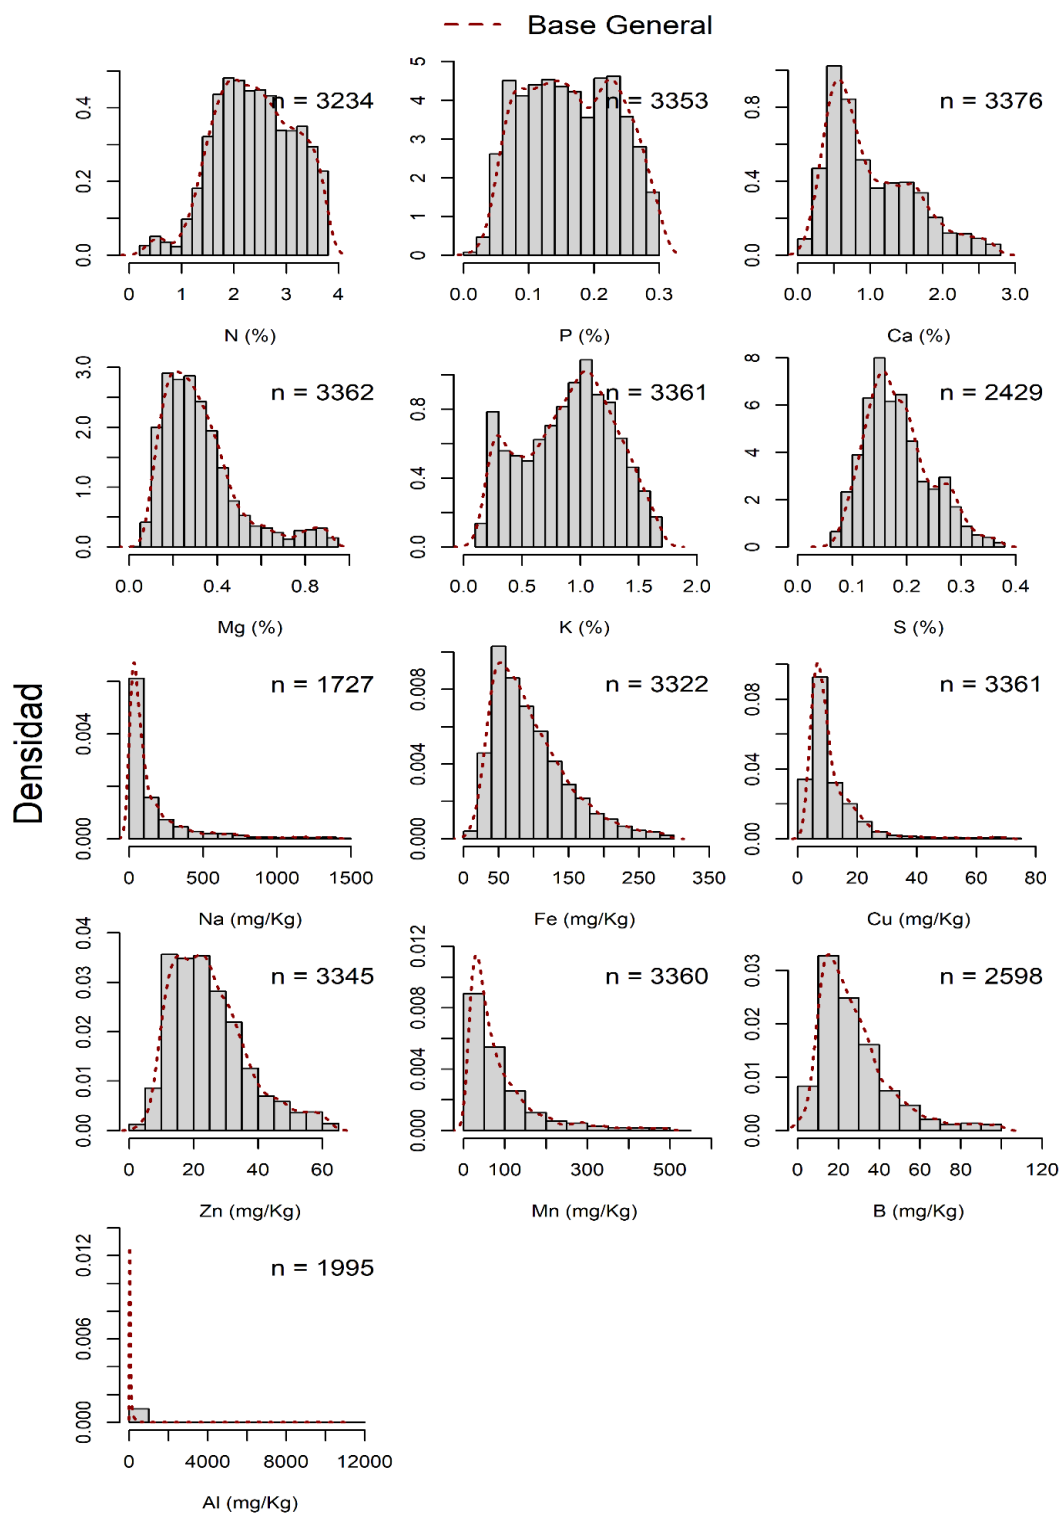 Base General
n = 3234
0.0 0.2 0.4
0 1 2 3 4
N (%)
n = 3353
0 1 2 3 4 5
0.0 0.1 0.2 0.3
P (%)
n = 3376
0.0 0.4 0.8
0.0 1.0 2.0 3.0
Ca (%)
n = 3362
0.0 1.0 2.0 3.0
0.0 0.4 0.8
Mg (%)
n = 3361
0.0 0.4 0.8
0.0 0.5 1.0 1.5 2.0
K (%)
n = 2429
0 2 4 6 8
0.0 0.1 0.2 0.3 0.4
S (%)
Densidad
n = 1727
0.000 0.004
0 500 1000 1500
Na (mg/Kg)
n = 3322
0.000 0.004 0.008
0 50 150 250 350
Fe (mg/Kg)
n = 3361
0.00 0.04 0.08
0 20 40 60 80
Cu (mg/Kg)
n = 3345
0.00 0.01 0.02 0.03 0.04
0 20 40 60
Zn (mg/Kg)
n = 3360
0.000 0.004 0.008 0.012
0 100 300 500
Mn (mg/Kg)
n = 2598
0.00 0.01 0.02 0.03
0 20 40 60 80 120
B (mg/Kg)
n = 1995
0.000 0.006 0.012
0 4000 8000 12000
Al (mg/Kg)